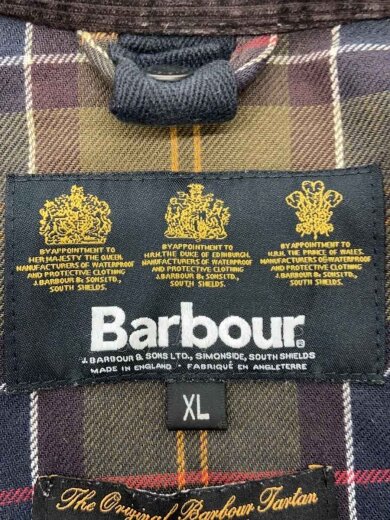 BY APPOINTMENT TO
HER MAJESTY THE QUEEN.
MANUFACTURERS OF WATERPROOF
AND PROTECTIVE CLOTHING
J.BARBOUR & SONS LTD.,
SOUTH SHIELDS.
BY APPOINTMENT TO
H.R.H. THE DUKE OF EDINBURGH.
MANUFACTURERS OF WATERPROOF
AND PROTECTIVE CLOTHING
J.BARBOUR & SONS LTD.,
SOUTH SHIELDS.
BY APPOINTMENT TO
H.R.H. THE PRINCE OF WALES.
MANUFACTURERS OF WATERPROOF
AND PROTECTIVE CLOTHING
J.BARBOUR & SONS LTD.,
SOUTH SHIELDS.
Barbour®
J. BARBOUR & SONS LTD., SIMONSIDE, SOUTH SHIELDS
MADE IN ENGLAND • FABRIQUÉ EN ANGLETERRE
XL
The Original Barbour Tartan